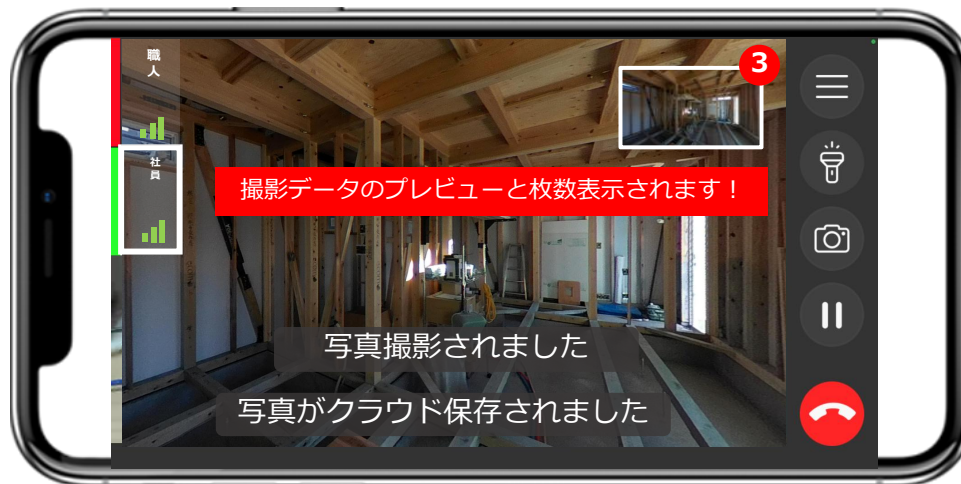 職人
社員
3
撮影データのプレビューと枚数表示されます！
写真撮影されました
写真がクラウド保存されました